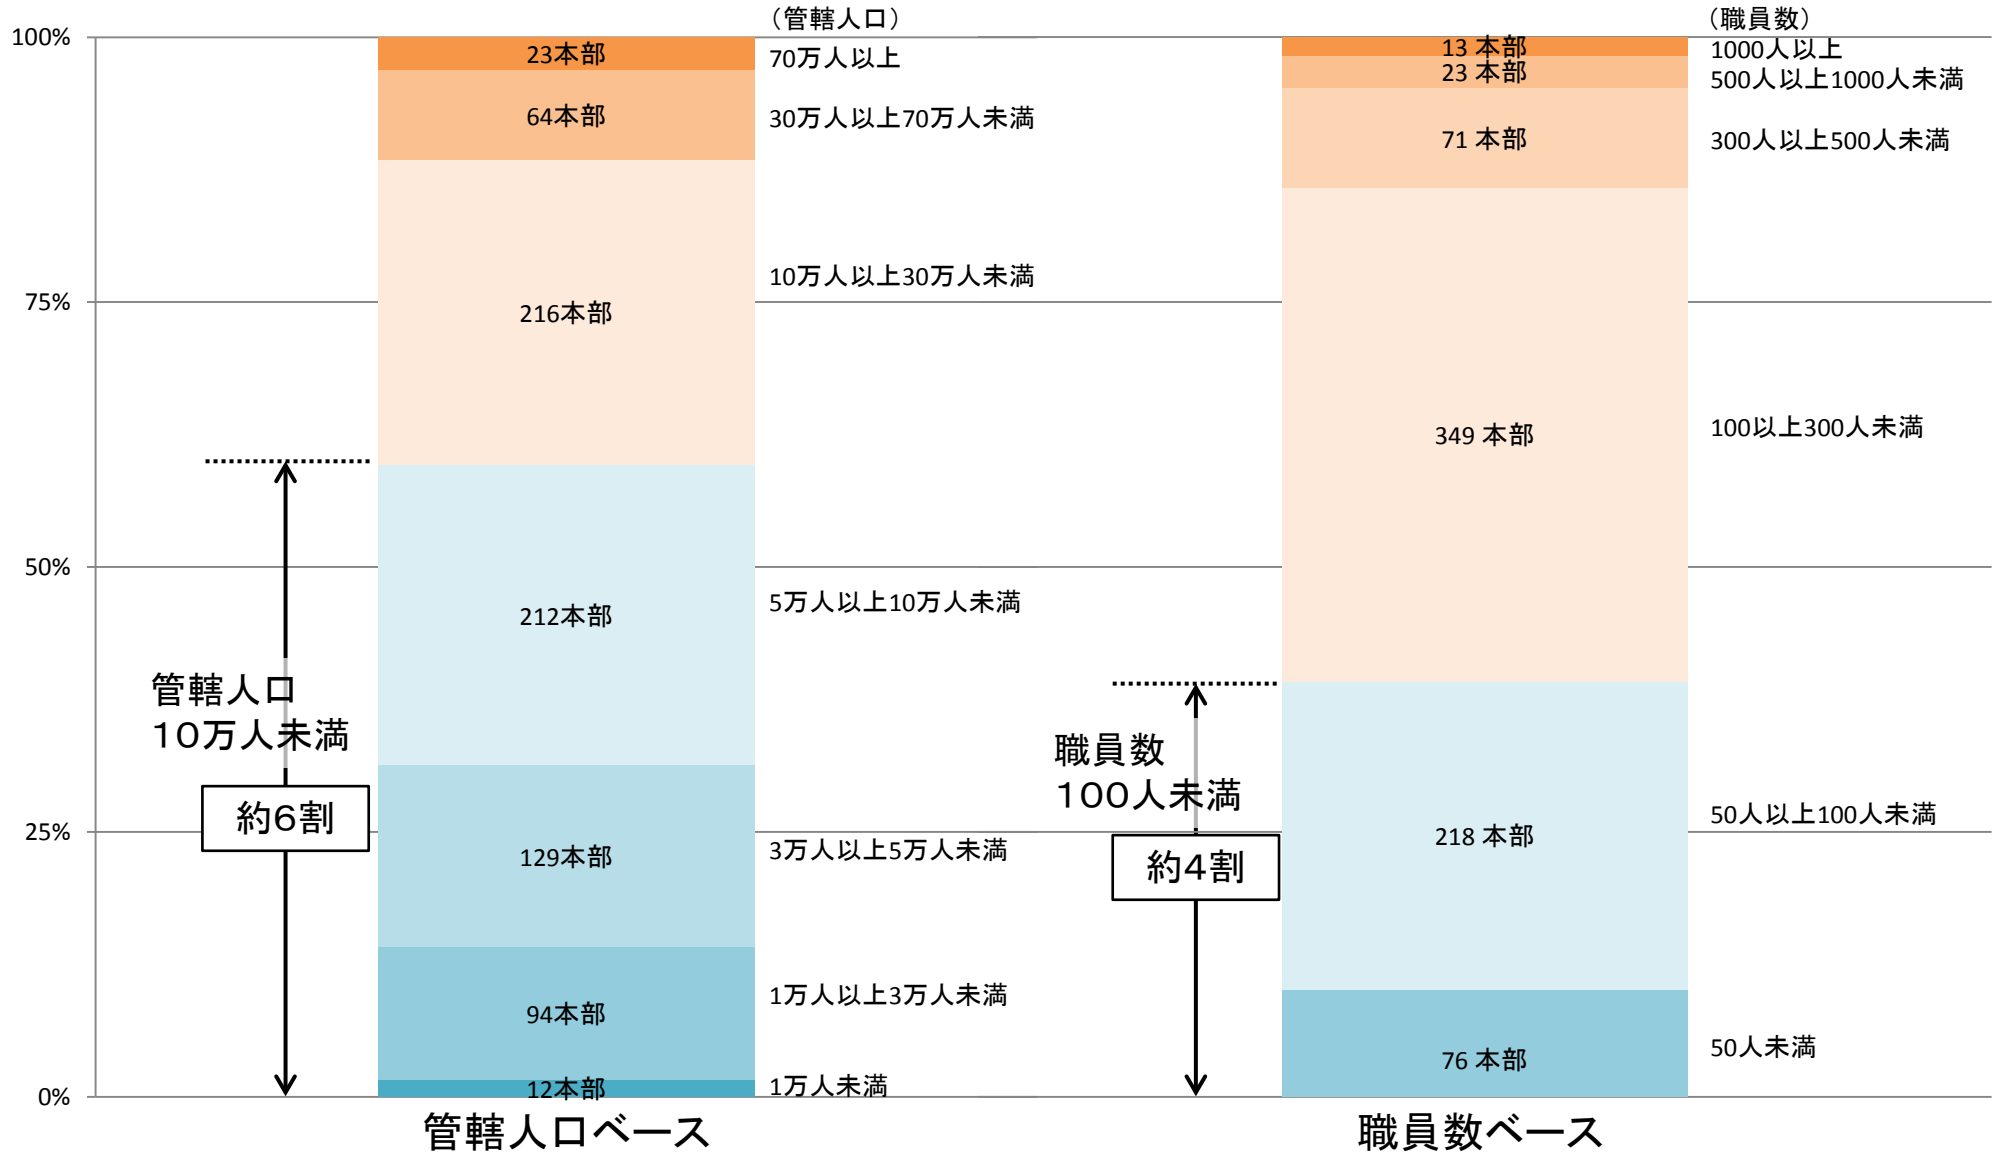 （管轄人口）
（職員数）
100%
75%
50%
25%
0%
23本部
64本部
216本部
212本部
129本部
94本部
12本部
70万人以上
30万人以上70万人未満
10万人以上30万人未満
5万人以上10万人未満
3万人以上5万人未満
1万人以上3万人未満
1万人未満
管轄人口
１０万人未満
約６割
管轄人口ベース
13 本部
23 本部
71 本部
349 本部
218 本部
76 本部
1000人以上
500人以上1000人未満
300人以上500人未満
100以上300人未満
50人以上100人未満
50人未満
職員数
１００人未満
約４割
職員数ベース